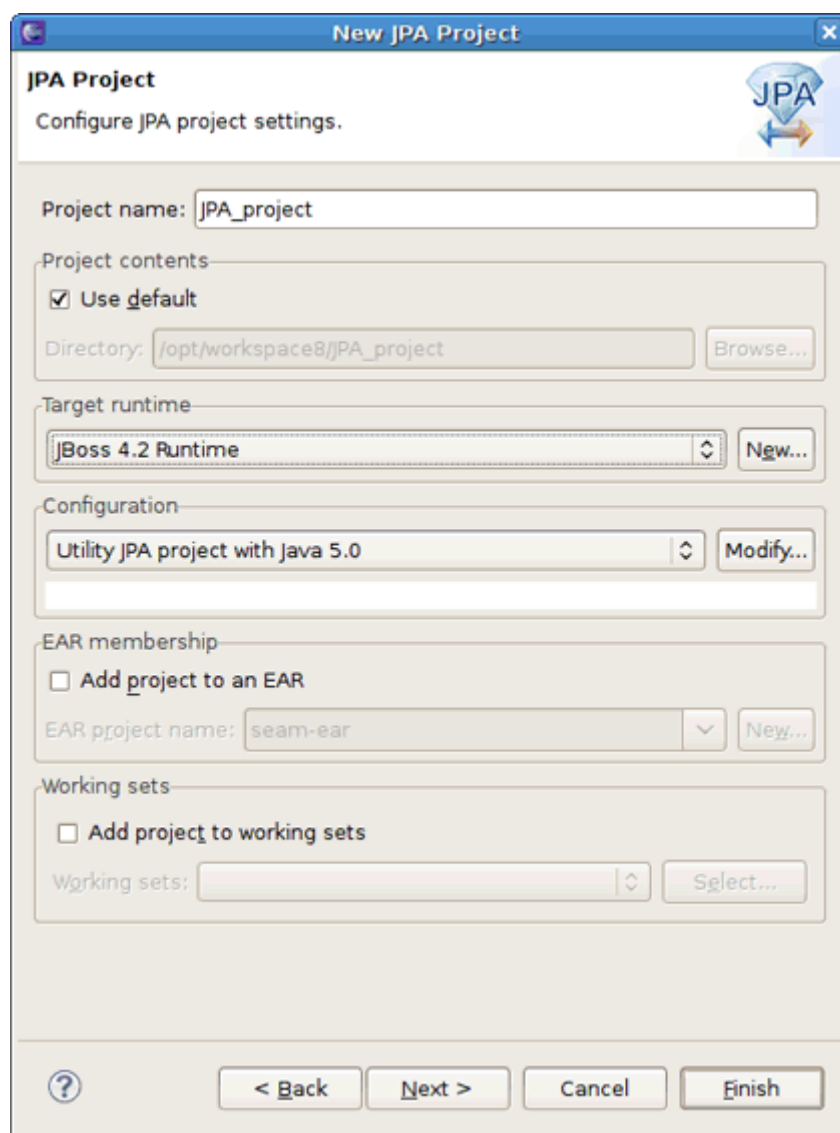 New JPA Project
JPA Project
Configure JPA project settings.
JPA
Project name: JPA_project
Project contents
Use default
Directory: /opt/workspace8/JPA_project Browse...
Target runtime
JBoss 4.2 Runtime New...
Configuration
Utility JPA project with Java 5.0 Modify...
EAR membership
Add project to an EAR
EAR project name: seam-ear New...
Working sets
Add project to working sets
Working sets: Select...
? < Back Next > Cancel Finish